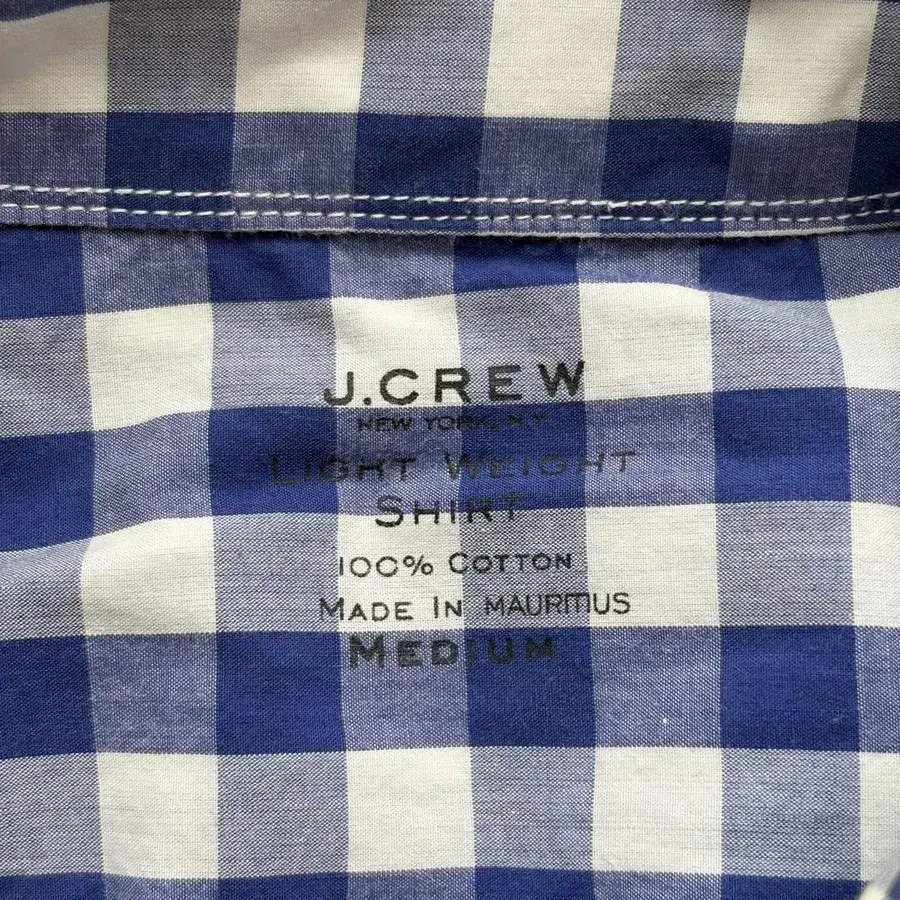 J.CREW
NEW YORK, N.Y.
LIGHT WEIGHT
SHIRT
100% COTTON
MADE IN MAURITIUS
MEDIUM